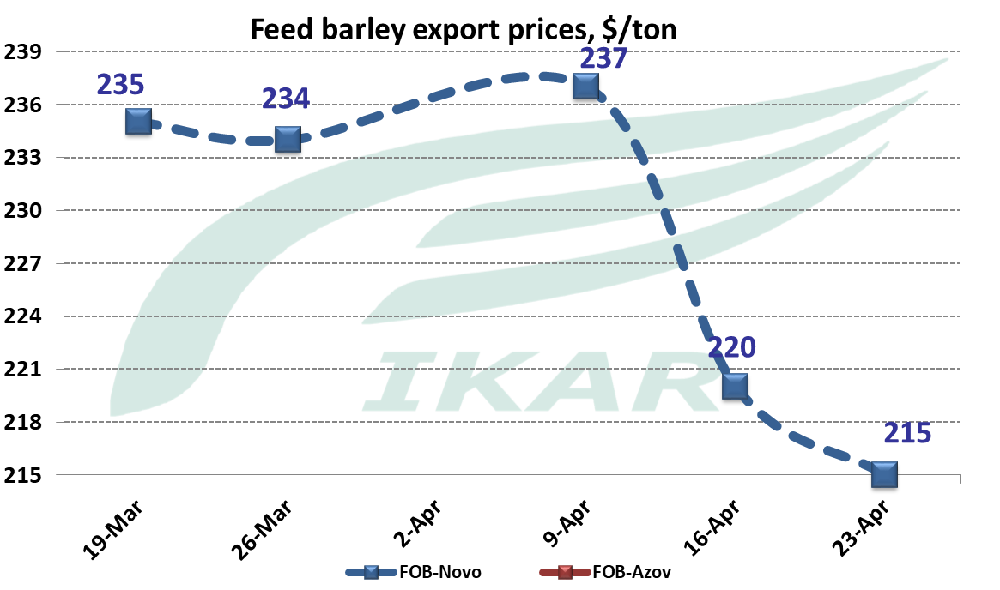 Feed barley export prices, $/ton
239
236
233
230
227
224
221
218
215
235
234
237
220
215
IKAR
19-Mar
26-Mar
2-Apr
9-Apr
16-Apr
23-Apr
FOB-Novo
FOB-Azov